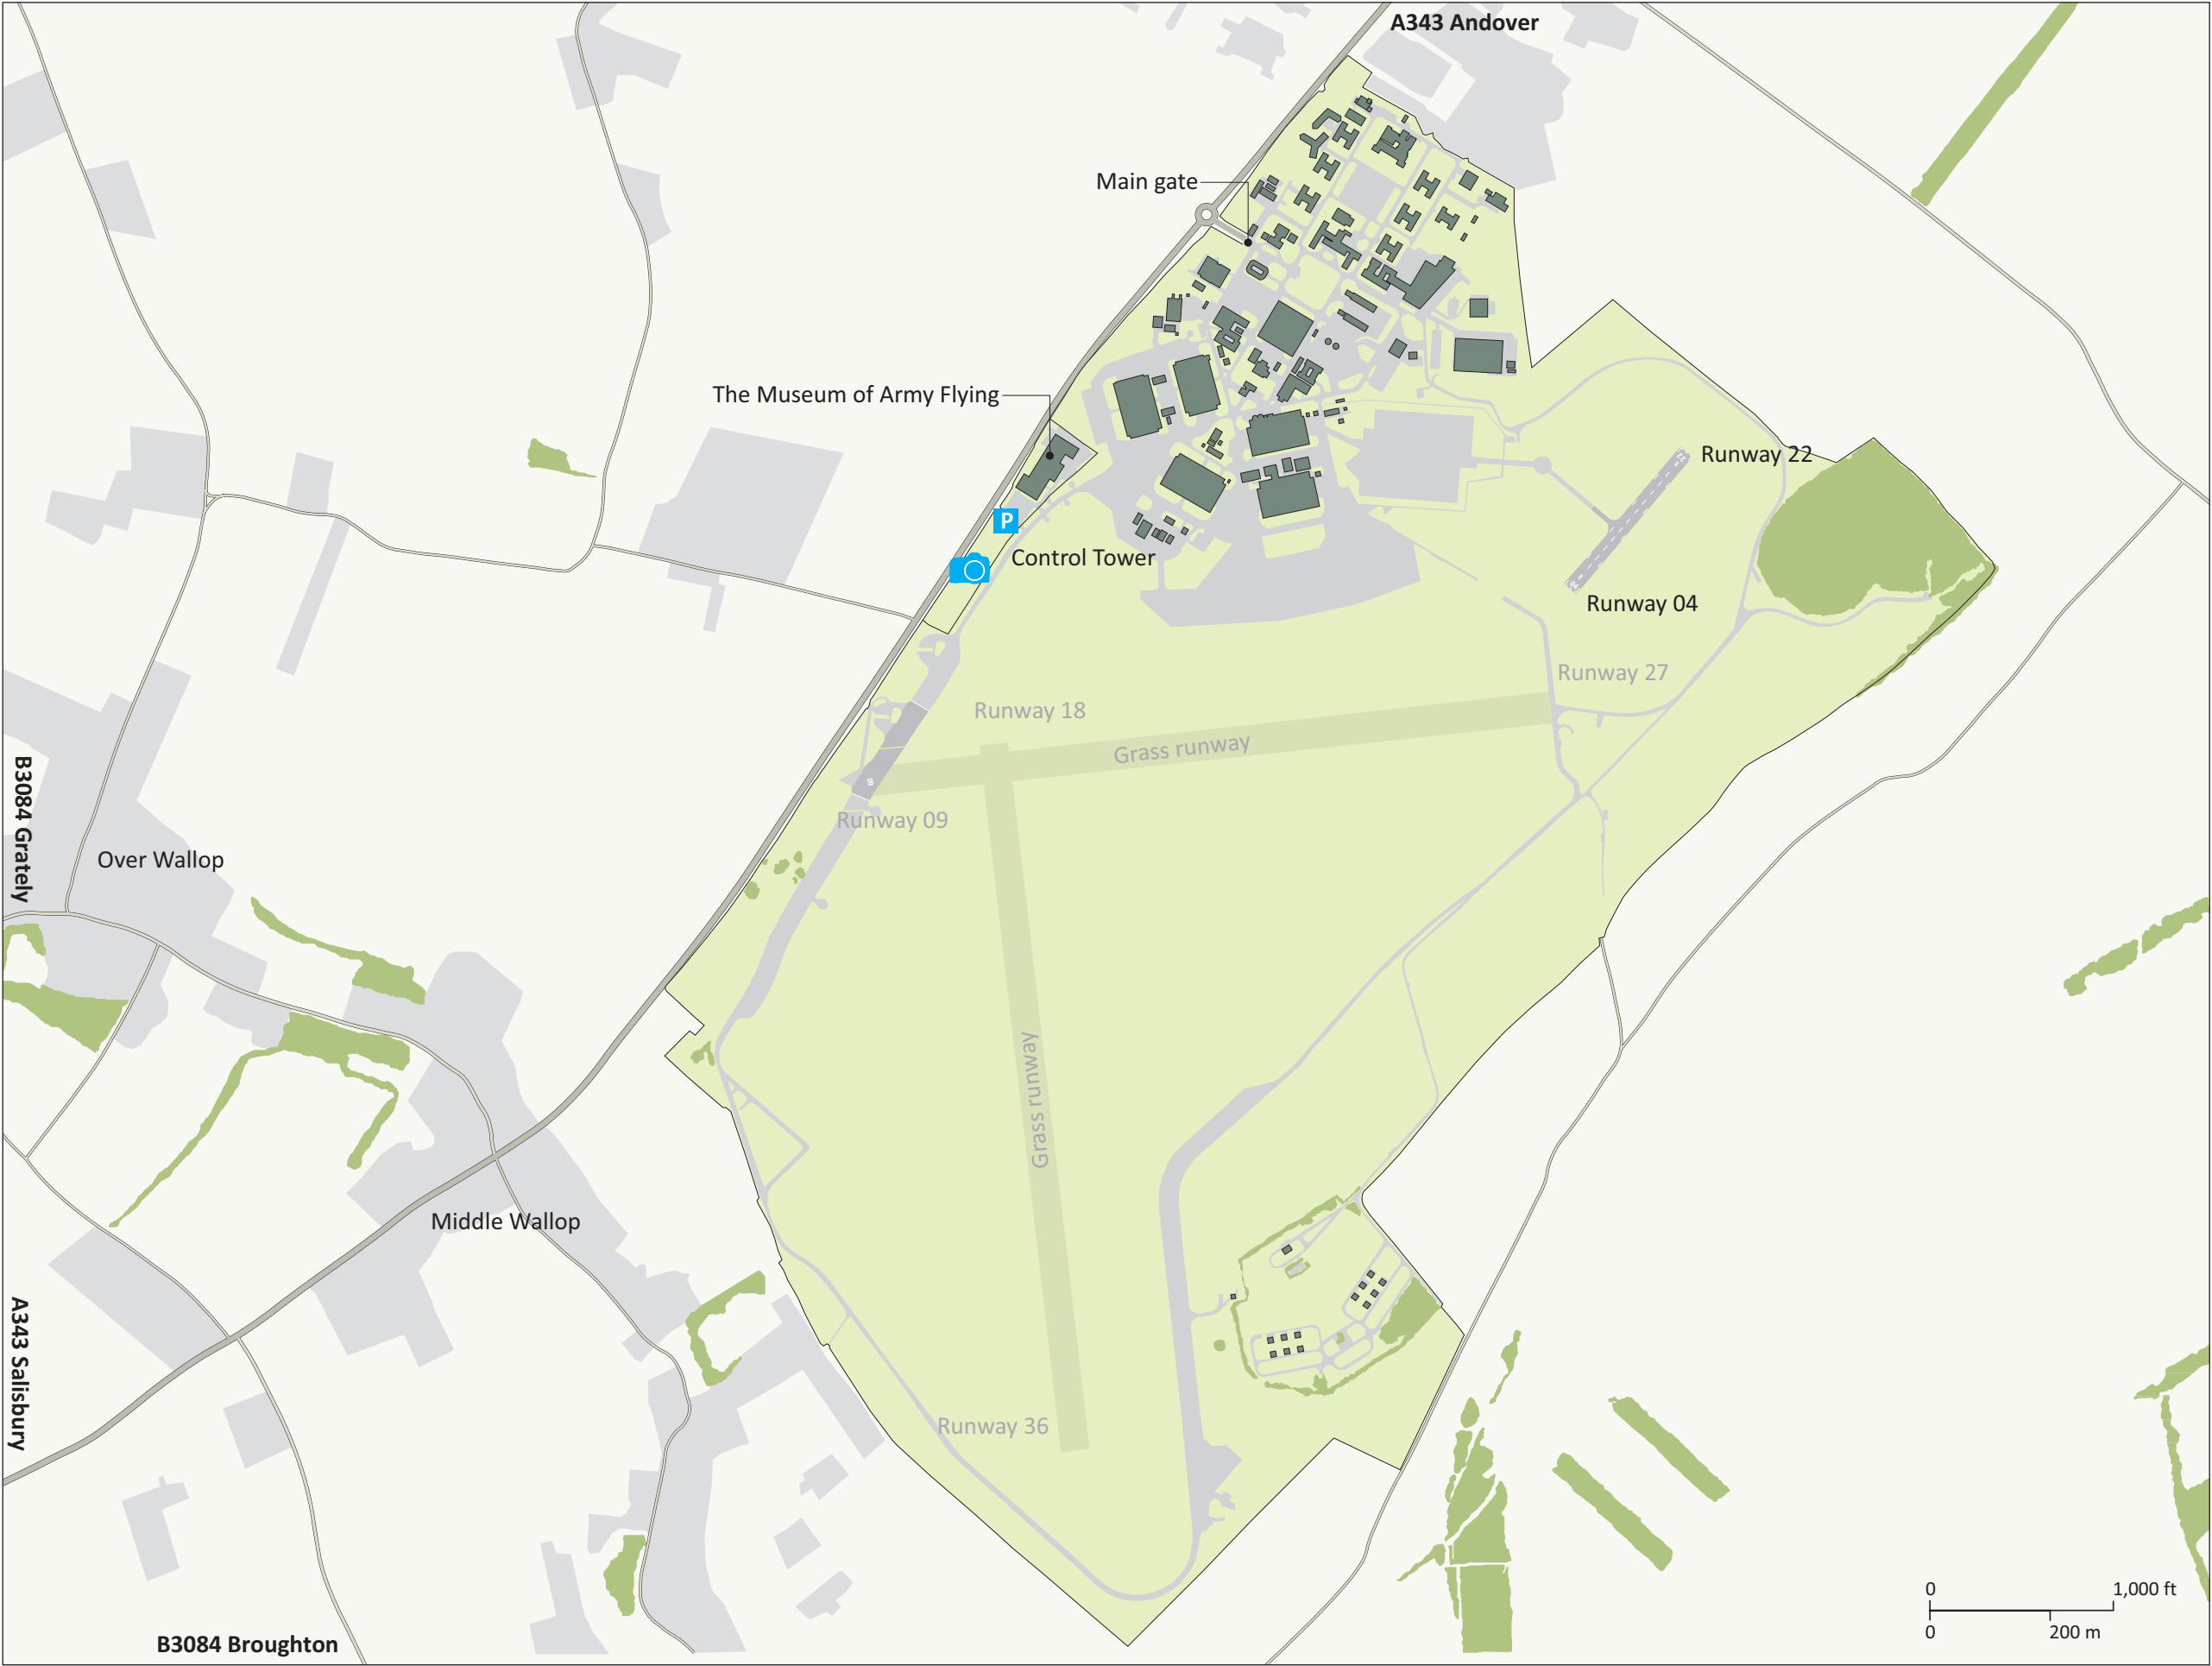 A343 Andover
Main gate
The Museum of Army Flying
Runway 22
P
Control Tower
Runway 04
Runway 27
Runway 18
Grass runway
B3084 Grately
Runway 09
Over Wallop
Grass runway
Middle Wallop
A343 Salisbury
Runway 36
0 1,000 ft
0 200 m
B3084 Broughton